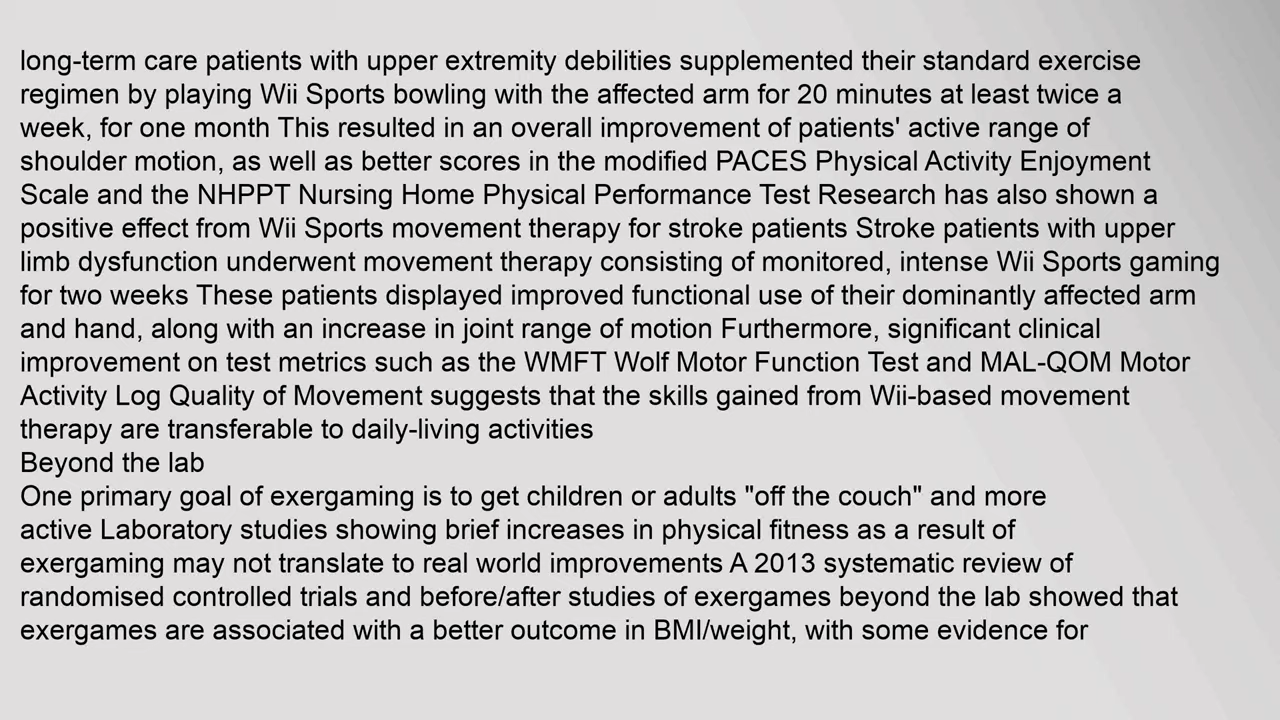 long-term care patients with upper extremity debilities supplemented their standard exercise
regimen by playing Wii Sports bowling with the affected arm for 20 minutes at least twice a
week, for one month This resulted in an overall improvement of patients' active range of
shoulder motion, as well as better scores in the modified PACES Physical Activity Enjoyment
Scale and the NHPPT Nursing Home Physical Performance Test Research has also shown a
positive effect from Wii Sports movement therapy for stroke patients Stroke patients with upper
limb dysfunction underwent movement therapy consisting of monitored, intense Wii Sports gaming
for two weeks These patients displayed improved functional use of their dominantly affected arm
and hand, along with an increase in joint range of motion Furthermore, significant clinical
improvement on test metrics such as the WMFT Wolf Motor Function Test and MAL-QOM Motor
Activity Log Quality of Movement suggests that the skills gained from Wii-based movement
therapy are transferable to daily-living activities
Beyond the lab
One primary goal of exergaming is to get children or adults "off the couch" and more
active Laboratory studies showing brief increases in physical fitness as a result of
exergaming may not translate to real world improvements A 2013 systematic review of
randomised controlled trials and before/after studies of exergames beyond the lab showed that
exergames are associated with a better outcome in BMI/weight, with some evidence for